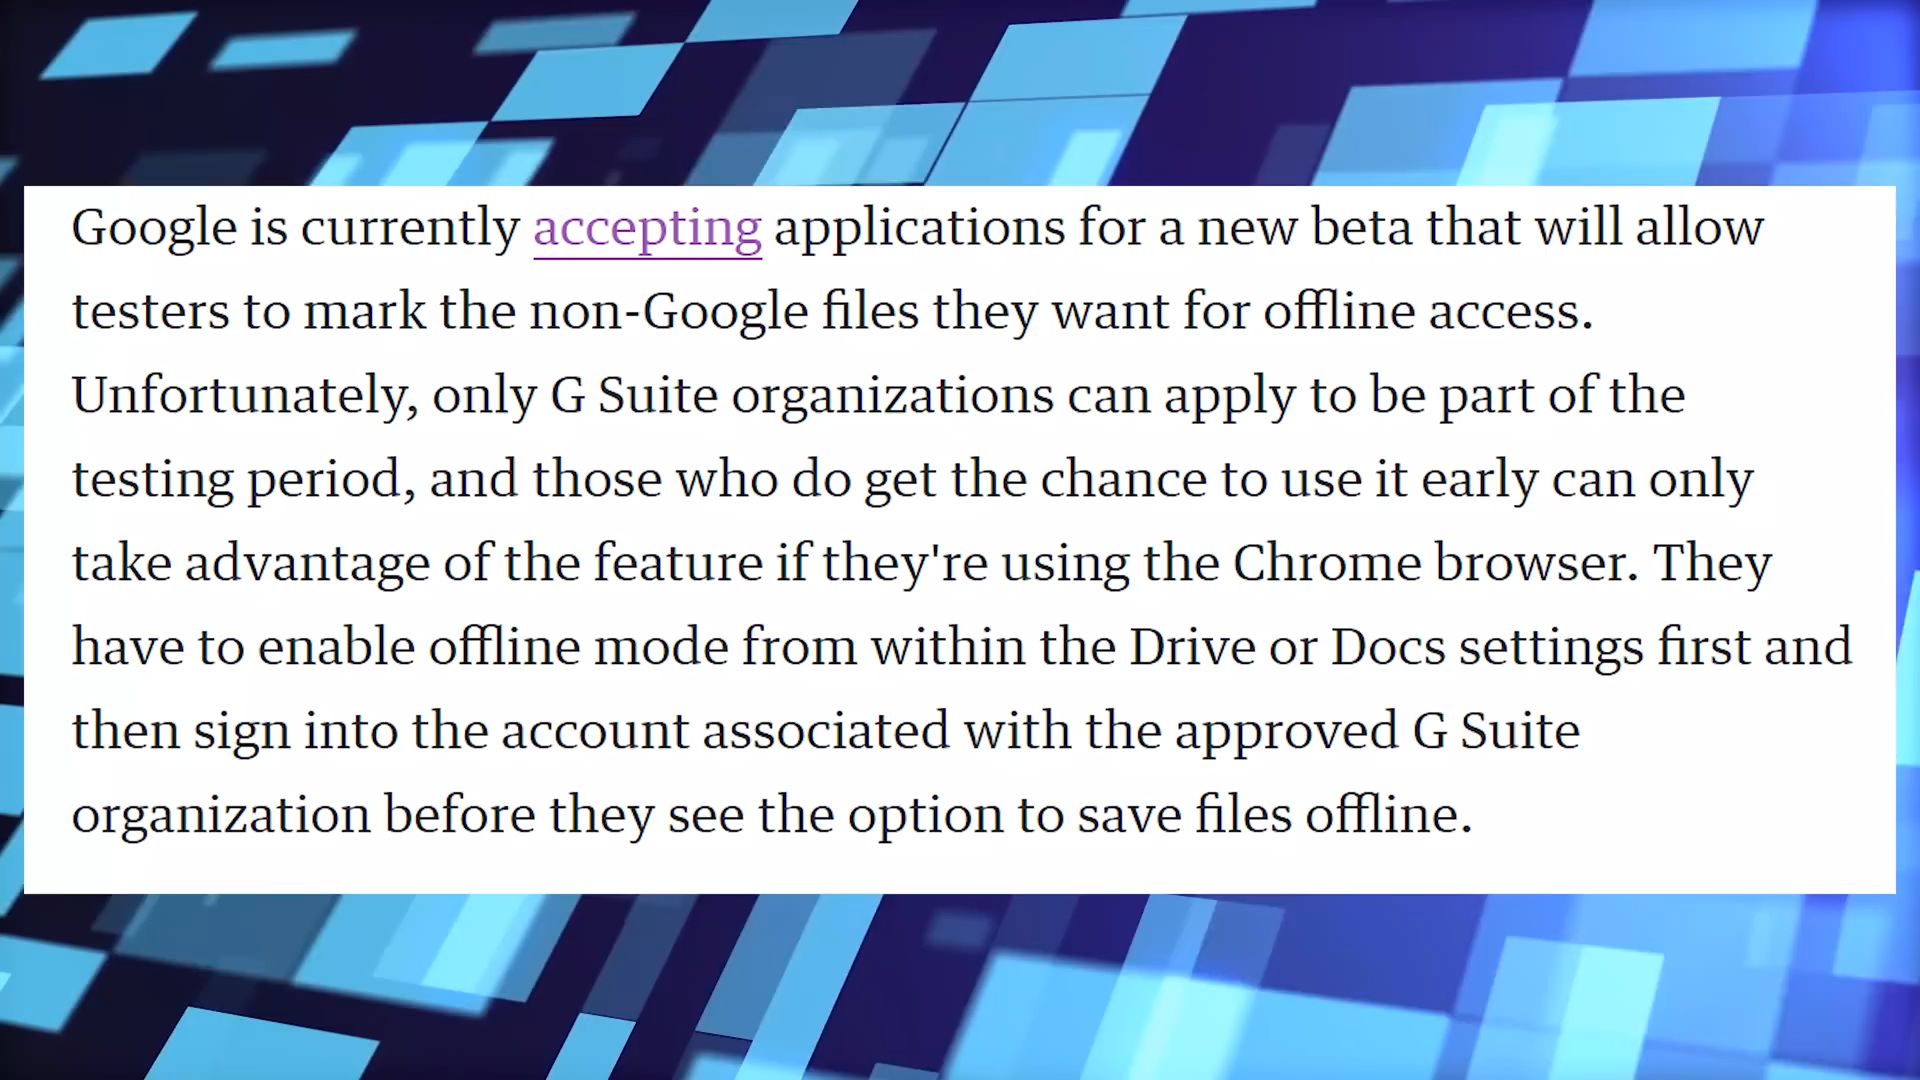 Google is currently accepting applications for a new beta that will allow
testers to mark the non-Google files they want for offline access.
Unfortunately, only G Suite organizations can apply to be part of the
testing period, and those who do get the chance to use it early can only
take advantage of the feature if they're using the Chrome browser. They
have to enable offline mode from within the Drive or Docs settings first and
then sign into the account associated with the approved G Suite
organization before they see the option to save files offline.